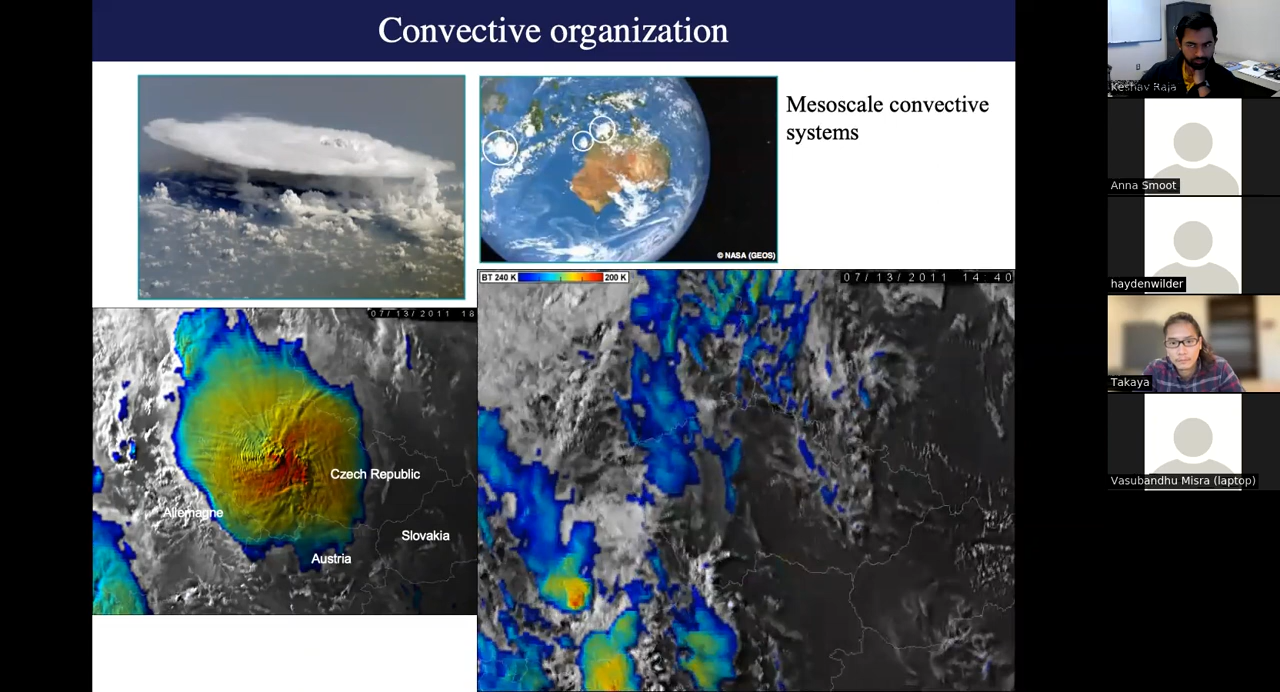 Convective organization
Mesoscale convective
systems
© NASA (GEOS)
BT 240 K
200 K
07/13/2011 14:40
07/13/2011 18
Czech Republic
Allemagne
Slovakia
Austria
Keshav Raja
Anna Smoot
haydenwilder
Takaya
Vasubandhu Misra (laptop)